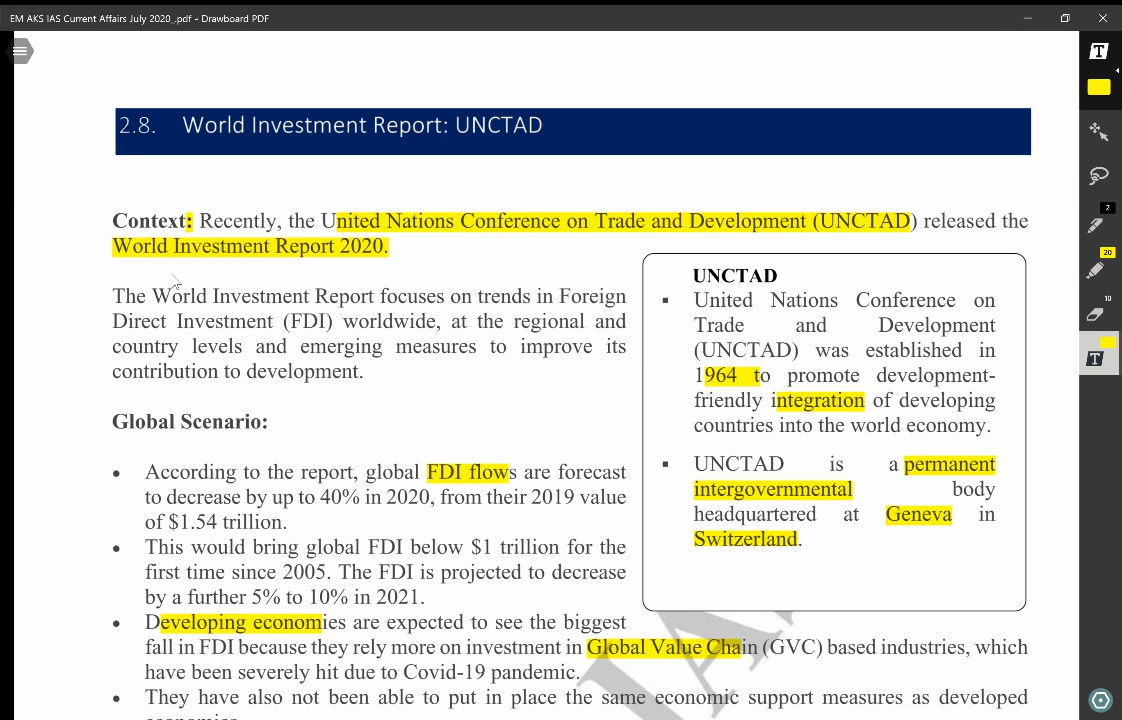 EM AKS IAS Current Affairs July 2020_.pdf - Drawboard PDF
2.8. World Investment Report: UNCTAD
Context: Recently, the United Nations Conference on Trade and Development (UNCTAD) released the
World Investment Report 2020.
The World Investment Report focuses on trends in Foreign
Direct Investment (FDI) worldwide, at the regional and
country levels and emerging measures to improve its
contribution to development.
Global Scenario:
• According to the report, global FDI flows are forecast
to decrease by up to 40% in 2020, from their 2019 value
of $1.54 trillion.
• This would bring global FDI below $1 trillion for the
first time since 2005. The FDI is projected to decrease
by a further 5% to 10% in 2021.
• Developing economies are expected to see the biggest
fall in FDI because they rely more on investment in Global Value Chain (GVC) based industries, which
have been severely hit due to Covid-19 pandemic.
• They have also not been able to put in place the same economic support measures as developed
UNCTAD
▪ United Nations Conference on
Trade and Development
(UNCTAD) was established in
1964 to promote development-
friendly integration of developing
countries into the world economy.
▪ UNCTAD is a permanent
intergovernmental body
headquartered at Geneva in
Switzerland.
T
2
20
10
T